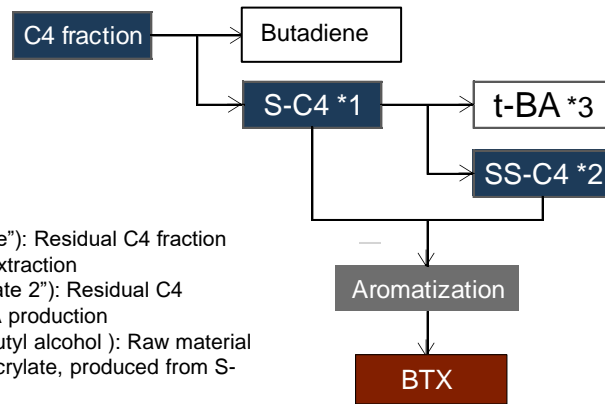 C4 fraction
Butadiene
S-C4 *1
t-BA *3
SS-C4 *2
e”): Residual C4 fraction
xtraction
ate 2”): Residual C4
A production
utyl alcohol ): Raw material
crylate, produced from S-
Aromatization
BTX